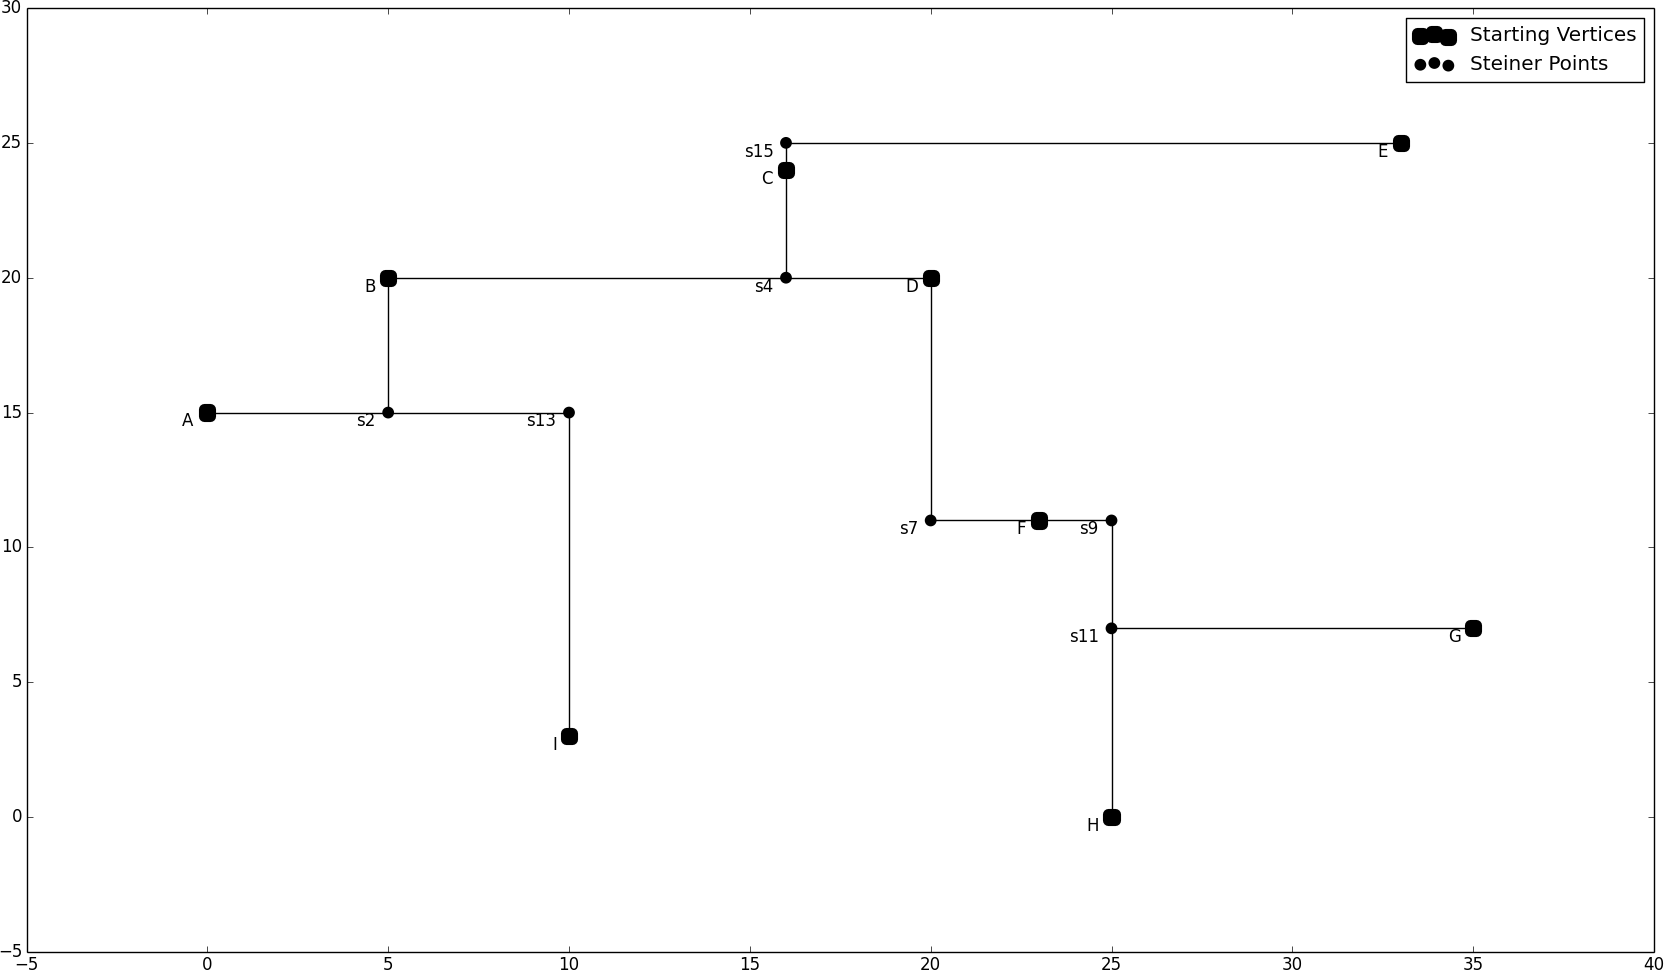 30
Starting Vertices
Steiner Points
25
s15
E
C
20
B
s4
D
15
A
s2
s13
s7
F
s9
10
s11
G
5
I
0
H
−5
−5 0 5 10 15 20 25 30 35 40